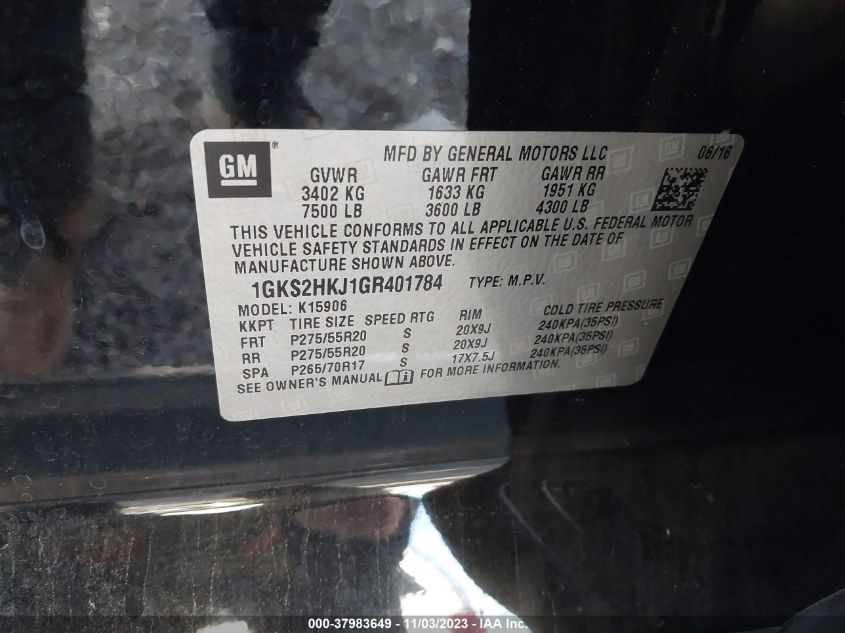 GM
MFD BY GENERAL MOTORS LLC 06/16
GVWR GAWR FRT GAWR RR
3402 KG 1633 KG 1951 KG
7500 LB 3600 LB 4300 LB
THIS VEHICLE CONFORMS TO ALL APPLICABLE U.S. FEDERAL MOTOR
VEHICLE SAFETY STANDARDS IN EFFECT ON THE DATE OF
MANUFACTURE SHOWN ABOVE.
1GKS2HKJ1GR401784 TYPE: M.P.V.
MODEL: K15906
KKPT TIRE SIZE SPEED RTG RIM COLD TIRE PRESSURE
FRT P275/55R20 S 20X9J 240KPA(35PSI)
RR P275/55R20 S 20X9J 240KPA(35PSI)
SPA P265/70R17 S 17X7.5J 240KPA(35PSI)
SEE OWNER'S MANUAL FOR MORE INFORMATION.
000-37983649 - 11/03/2023 - IAA Inc.